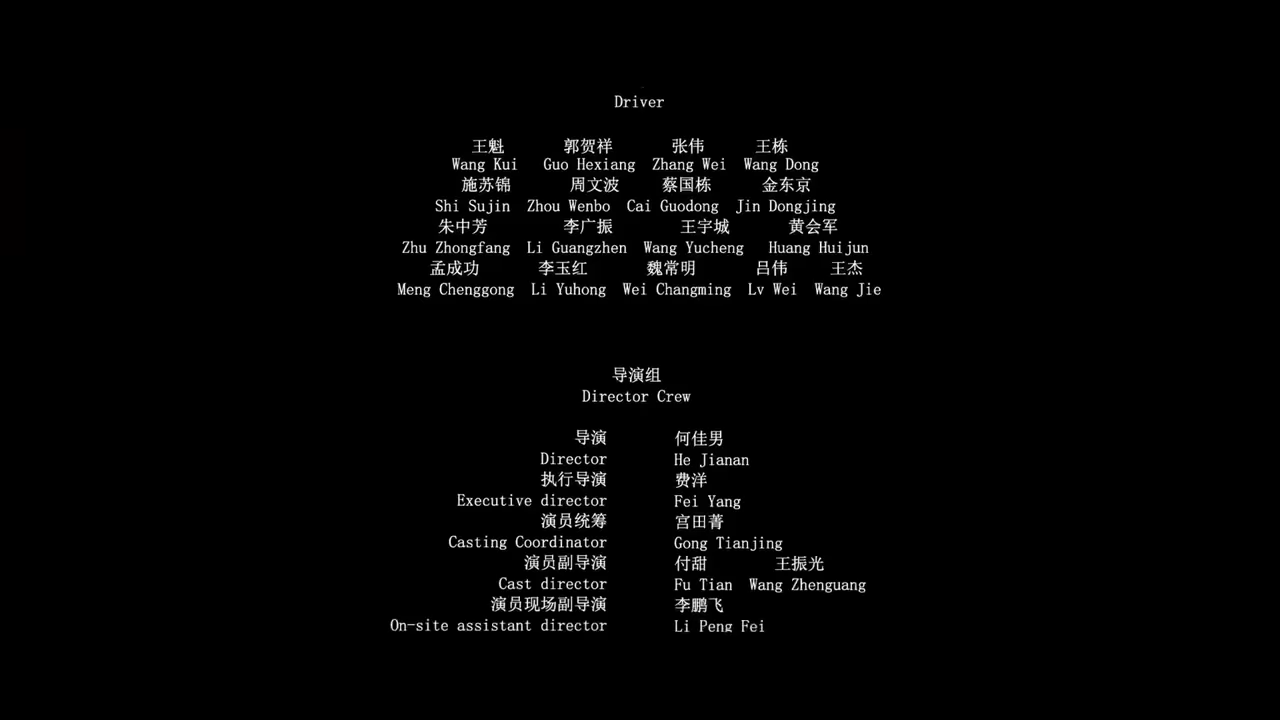 Driver
王魁 郭贺祥 张伟 王栋
Wang Kui Guo Hexiang Zhang Wei Wang Dong
施苏锦 周文波 蔡国栋 金东京
Shi Sujin Zhou Wenbo Cai Guodong Jin Dongjing
朱中芳 李广振 王宇城 黄会军
Zhu Zhongfang Li Guangzhen Wang Yucheng Huang Huijun
孟成功 李玉红 魏常明 吕伟 王杰
Meng Chenggong Li Yuhong Wei Changming Lv Wei Wang Jie
导演组
Director Crew
导演 何佳男
Director He Jianan
执行导演 费洋
Executive director Fei Yang
演员统筹 宫田菁
Casting Coordinator Gong Tianjing
演员副导演 付甜 王振光
Cast director Fu Tian Wang Zhenguang
演员现场副导演 李鹏飞
On-site assistant director Li Peng Fei